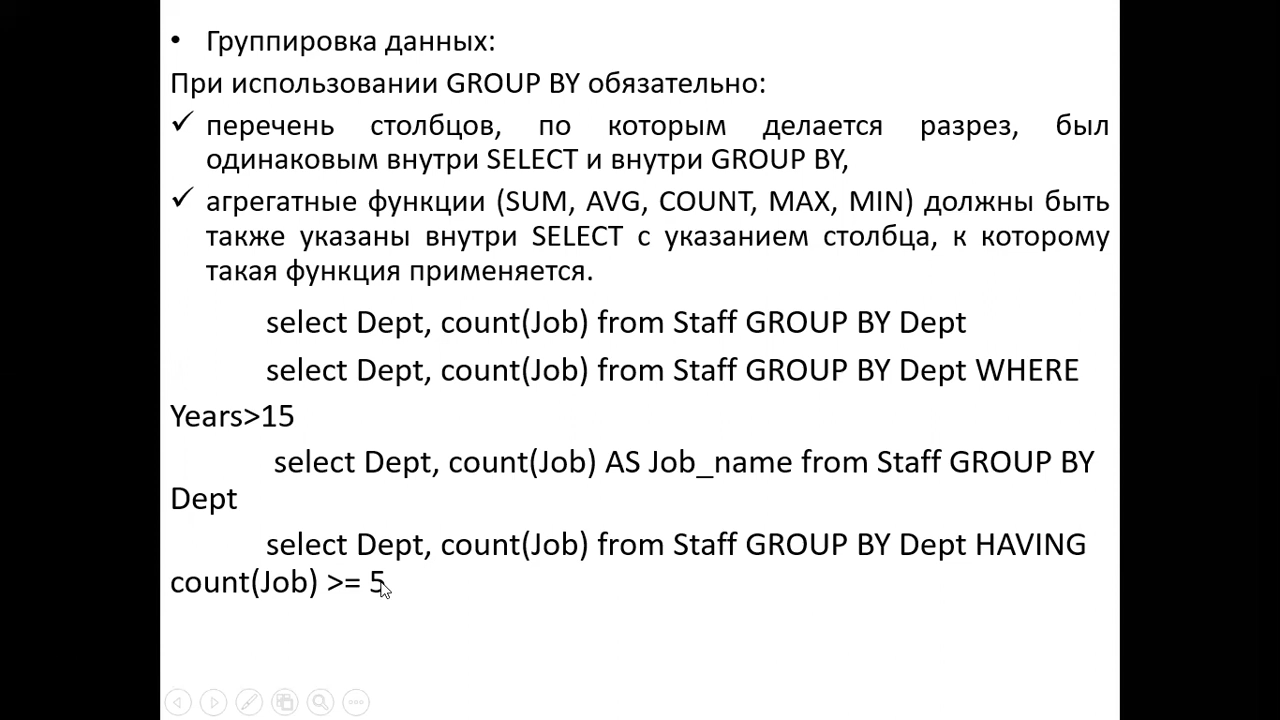 • Группировка данных:
При использовании GROUP BY обязательно:
✓ перечень столбцов, по которым делается разрез, был
одинаковым внутри SELECT и внутри GROUP BY,
✓ агрегатные функции (SUM, AVG, COUNT, MAX, MIN) должны быть
также указаны внутри SELECT с указанием столбца, к которому
такая функция применяется.
select Dept, count(Job) from Staff GROUP BY Dept
select Dept, count(Job) from Staff GROUP BY Dept WHERE
Years>15
select Dept, count(Job) AS Job_name from Staff GROUP BY
Dept
select Dept, count(Job) from Staff GROUP BY Dept HAVING
count(Job) >= 5